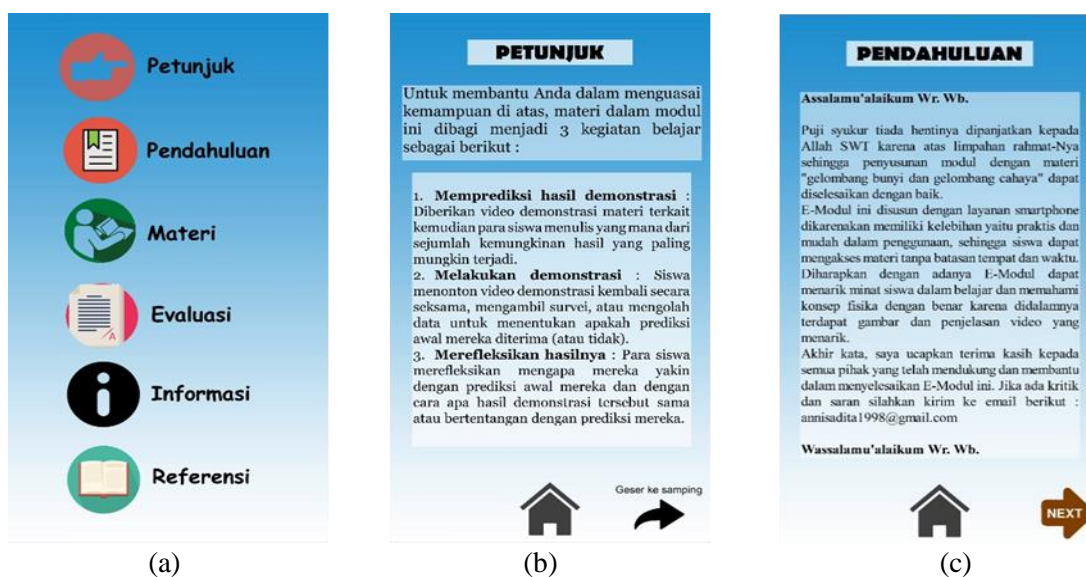 Petunjuk
Pendahuluan
Materi
Evaluasi
Informasi
Referensi
(a)
PETUNJUK
Untuk membantu Anda dalam menguasai
kemampuan di atas, materi dalam modul
ini dibagi menjadi 3 kegiatan belajar
sebagai berikut :
1. Memprediksi hasil demonstrasi :
Diberikan video demonstrasi materi terkait
kemudian para siswa menulis yang mana dari
sejumlah kemungkinan hasil yang paling
mungkin terjadi.
2. Melakukan demonstrasi : Siswa
menonton video demonstrasi kembali secara
seksama, mengambil survei, atau mengolah
data untuk menentukan apakah prediksi
awal mereka diterima (atau tidak).
3. Merefleksikan hasilnya : Para siswa
merefleksikan mengapa mereka yakin
dengan prediksi awal mereka dan dengan
cara apa hasil demonstrasi tersebut sama
atau bertentangan dengan prediksi mereka.
Geser ke samping
(b)
PENDAHULUAN
Assalamu'alaikum Wr. Wb.
Puji syukur tiada hentinya dipanjatkan kepada
Allah SWT karena atas limpahan rahmat-Nya
sehingga penyusunan modul dengan materi
"gelombang bunyi dan gelombang cahaya" dapat
diselesaikan dengan baik.
E-Modul ini disusun dengan layanan smartphone
dikarenakan memiliki kelebihan yaitu praktis dan
mudah dalam penggunaan, sehingga siswa dapat
mengakses materi tanpa batasan tempat dan waktu.
Diharapkan dengan adanya E-Modul dapat
menarik minat siswa dalam belajar dan memahami
konsep fisika dengan benar karena didalamnya
terdapat gambar dan penjelasan video yang
menarik.
Akhir kata, saya ucapkan terima kasih kepada
semua pihak yang telah mendukung dan membantu
dalam menyelesaikan E-Modul ini. Jika ada kritik
dan saran silahkan kirim ke email berikut :
annisadita1998@gmail.com
Wassalamu'alaikum Wr. Wb.
NEXT
(c)